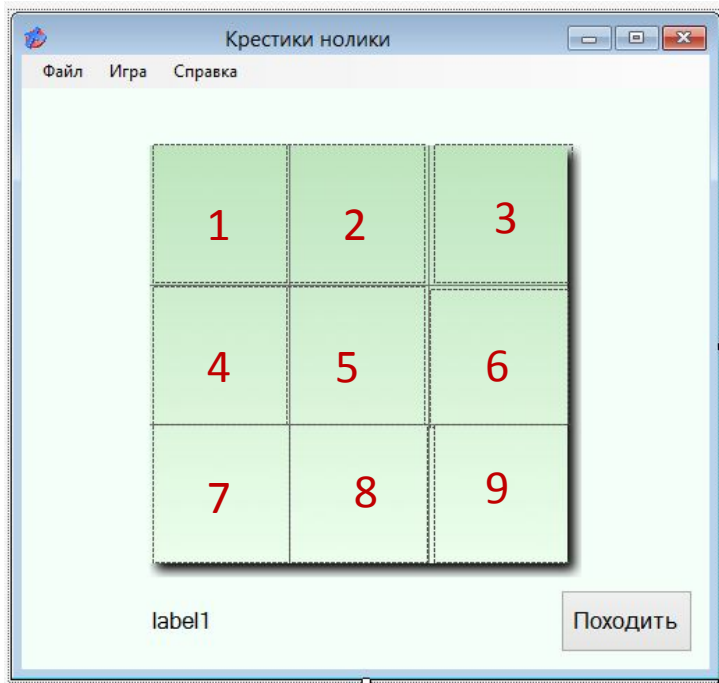 Крестики нолики
Файл Игра Справка
1 2 3
4 5 6
7 8 9
label1 Походить